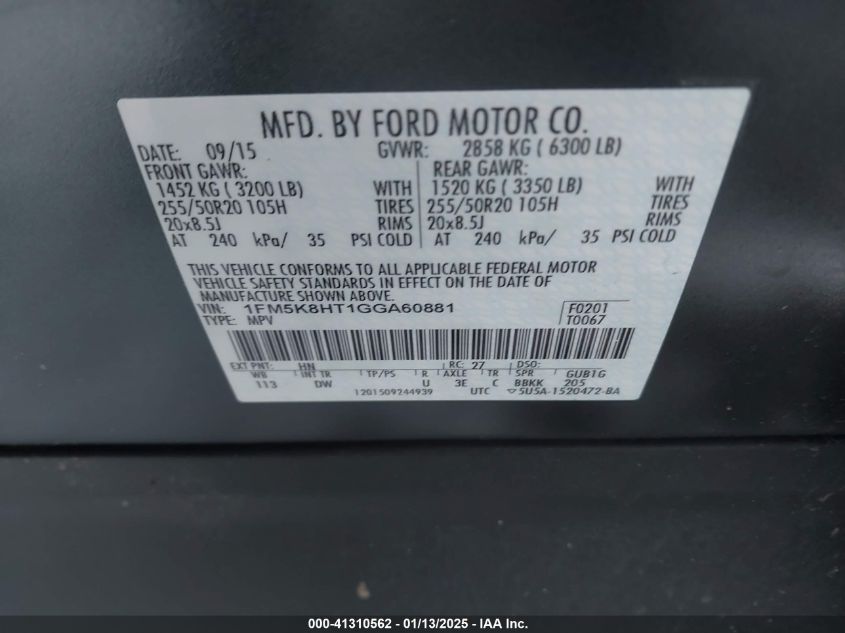 MFD. BY FORD MOTOR CO.
DATE: 09/15 GVWR: 2858 KG ( 6300 LB)
FRONT GAWR: REAR GAWR:
1452 KG ( 3200 LB) WITH 1520 KG ( 3350 LB) WITH
255/50R20 105H TIRES 255/50R20 105H TIRES
20x8.5J RIMS 20x8.5J RIMS
AT 240 kPa/ 35 PSI COLD AT 240 kPa/ 35 PSI COLD
THIS VEHICLE CONFORMS TO ALL APPLICABLE FEDERAL MOTOR
VEHICLE SAFETY STANDARDS IN EFFECT ON THE DATE OF
MANUFACTURE SHOWN ABOVE.
VIN: 1FM5K8HT1GGA60881 F0201
TYPE: MPV T0067
EXT PNT: HN RC: 27 DSO:
WB INT TR TP/PS R AXLE TR SPR GUB1G
113 DW U 3E C BBKK 205
1201509244939 UTC ▽5U5A-1520472-BA
000-41310562 - 01/13/2025 - IAA Inc.